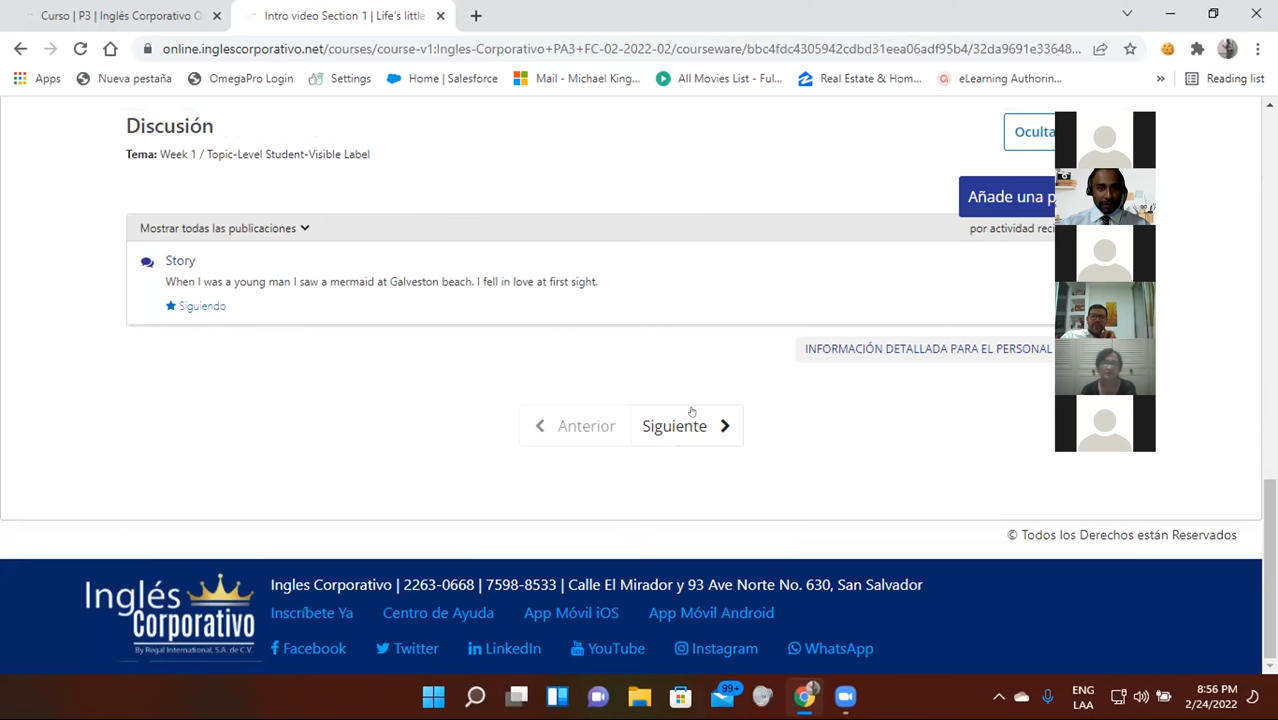 Curso | P3 | Inglés Corporativo O
Intro video Section 1 | Life's little
online.inglescorporativo.net/courses/course-v1:Ingles-Corporativo+PA3+FC-02-2022-02/courseware/bbc4fdc4305942cdbd31eea06adf95b4/32da9691e33648...
Apps Nueva pestaña OmegaPro Login Settings Home | Salesforce Mail - Michael King... All Movies List - Ful... Real Estate & Hom... eLearning Authorin... » Reading list
Discusión
Oculta
Tema: Week 1 / Topic-Level Student-Visible Label
Añade una p
Mostrar todas las publicaciones
por actividad reci
Story
When I was a young man I saw a mermaid at Galveston beach. I fell in love at first sight.
Siguiendo
INFORMACIÓN DETALLADA PARA EL PERSONAL
Anterior Siguiente
© Todos los Derechos están Reservados
Inglés Corporativo
By Regal International, S.A. de C.V.
Ingles Corporativo | 2263-0668 | 7598-8533 | Calle El Mirador y 93 Ave Norte No. 630, San Salvador
Inscríbete Ya Centro de Ayuda App Móvil iOS App Móvil Android
Facebook Twitter LinkedIn YouTube Instagram WhatsApp
99+
ENG
LAA
8:56 PM
2/24/2022